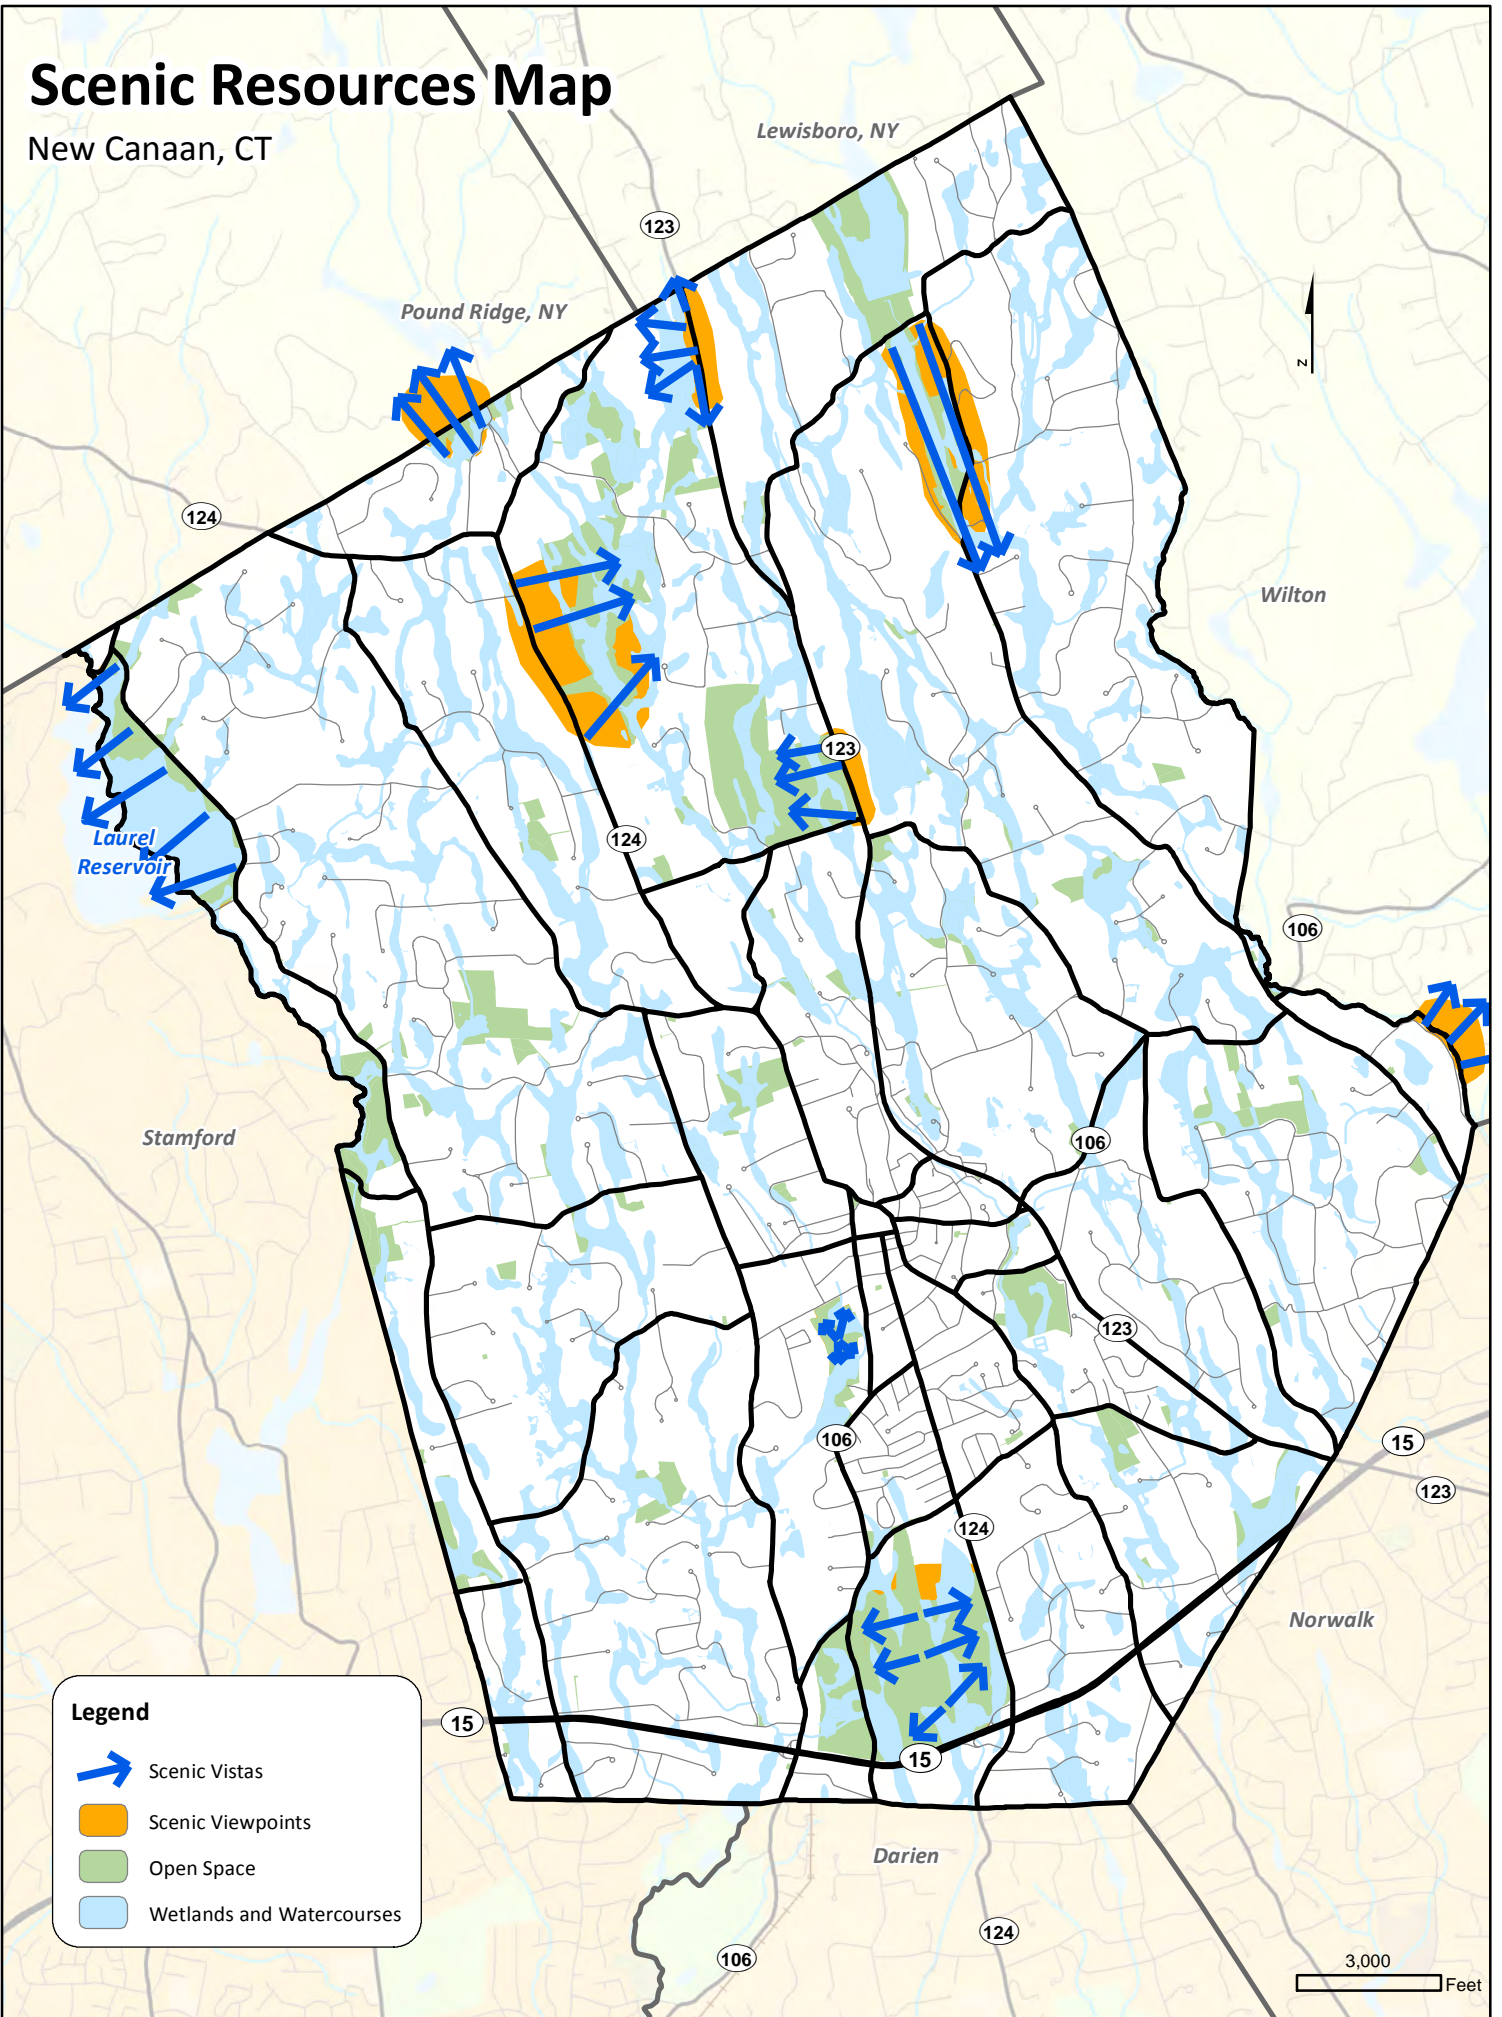 Scenic Resources Map
New Canaan, CT
Lewisboro, NY
123
Pound Ridge, NY
N
124
Wilton
123
124
Laurel
Reservoir
106
Stamford
106
123
106
15
123
124
Norwalk
15
15
Darien
124
106
Legend
Scenic Vistas
Scenic Viewpoints
Open Space
Wetlands and Watercourses
3,000
Feet